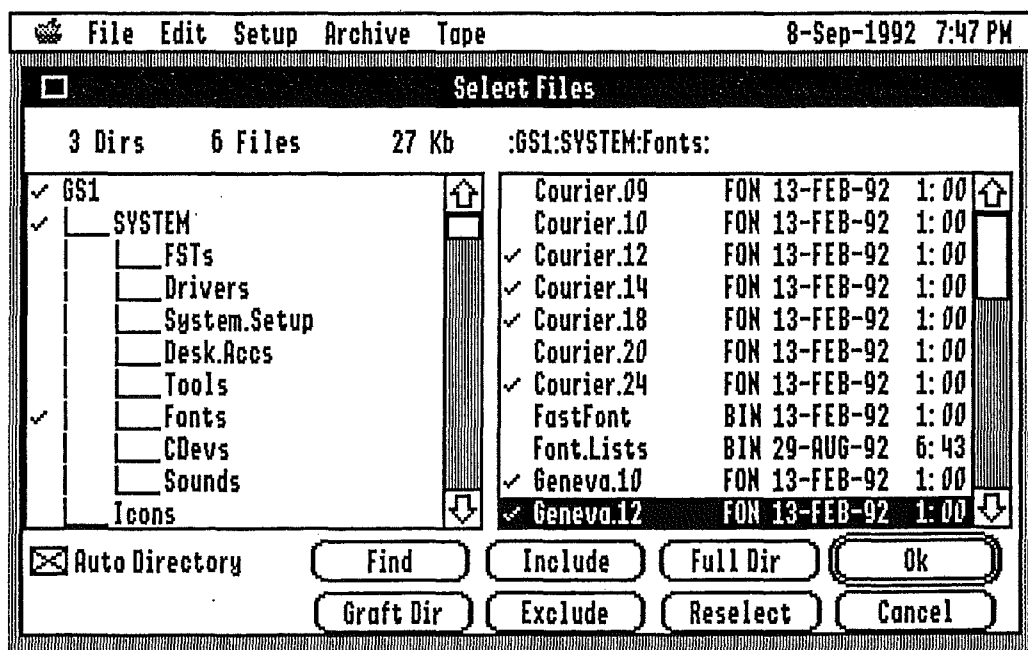 File Edit Setup Archive Tape 8-Sep-1992 7:47 PM
Select Files
3 Dirs 6 Files 27 Kb :GS1:SYSTEM:Fonts:
GS1
SYSTEM
FSTs
Drivers
System.Setup
Desk.Accs
Tools
Fonts
CDevs
Sounds
Icons
Courier.09 FON 13-FEB-92 1:00
Courier.10 FON 13-FEB-92 1:00
Courier.12 FON 13-FEB-92 1:00
Courier.14 FON 13-FEB-92 1:00
Courier.18 FON 13-FEB-92 1:00
Courier.20 FON 13-FEB-92 1:00
Courier.24 FON 13-FEB-92 1:00
FastFont BIN 13-FEB-92 1:00
Font.Lists BIN 29-AUG-92 6:43
Geneva.10 FON 13-FEB-92 1:00
Geneva.12 FON 13-FEB-92 1:00
Auto Directory Find Include Full Dir Ok
Graft Dir Exclude Reselect Cancel